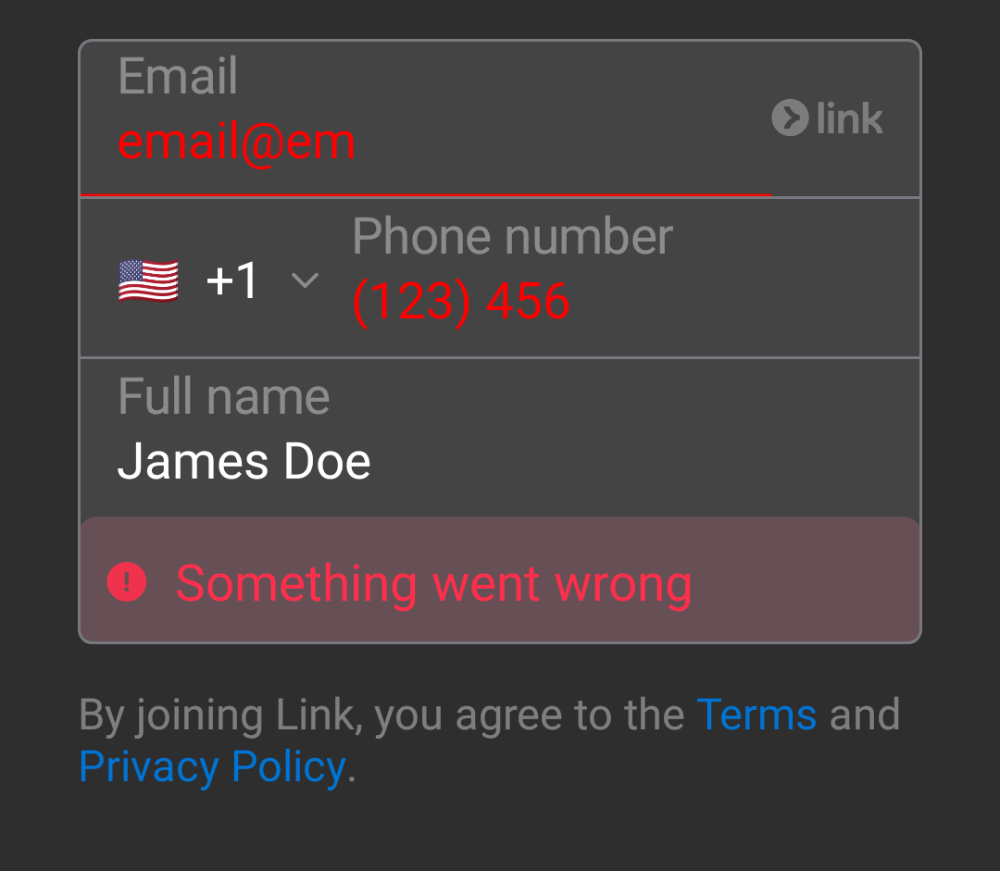 Email
email@em
link
Phone number
+1
(123) 456
Full name
James Doe
Something went wrong
By joining Link, you agree to the Terms and
Privacy Policy.